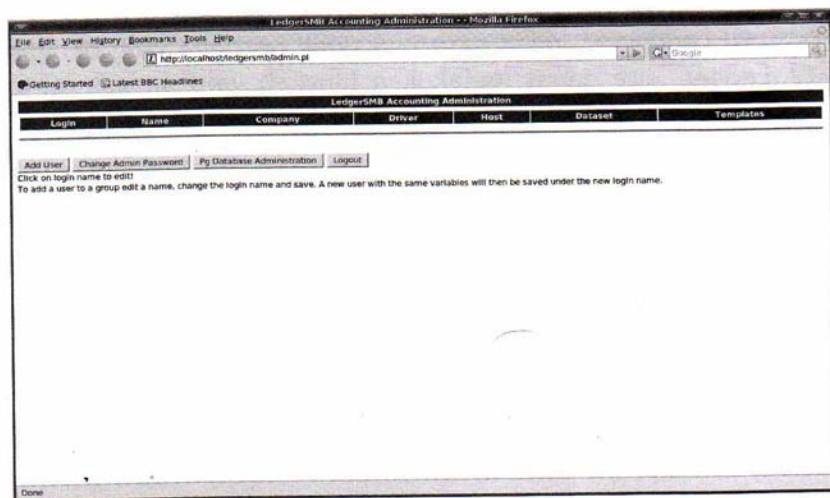 LedgerSMB Accounting Administration - - Mozilla Firefox
File Edit View History Bookmarks Tools Help
http://localhost/ledgersmb/admin.pl
Google
Getting Started Latest BBC Headlines
LedgerSMB Accounting Administration
Login Name Company Driver Host Dataset Templates
Add User Change Admin Password Pg Database Administration Logout
Click on login name to edit!
To add a user to a group edit a name, change the login name and save. A new user with the same variables will then be saved under the new login name.
Done